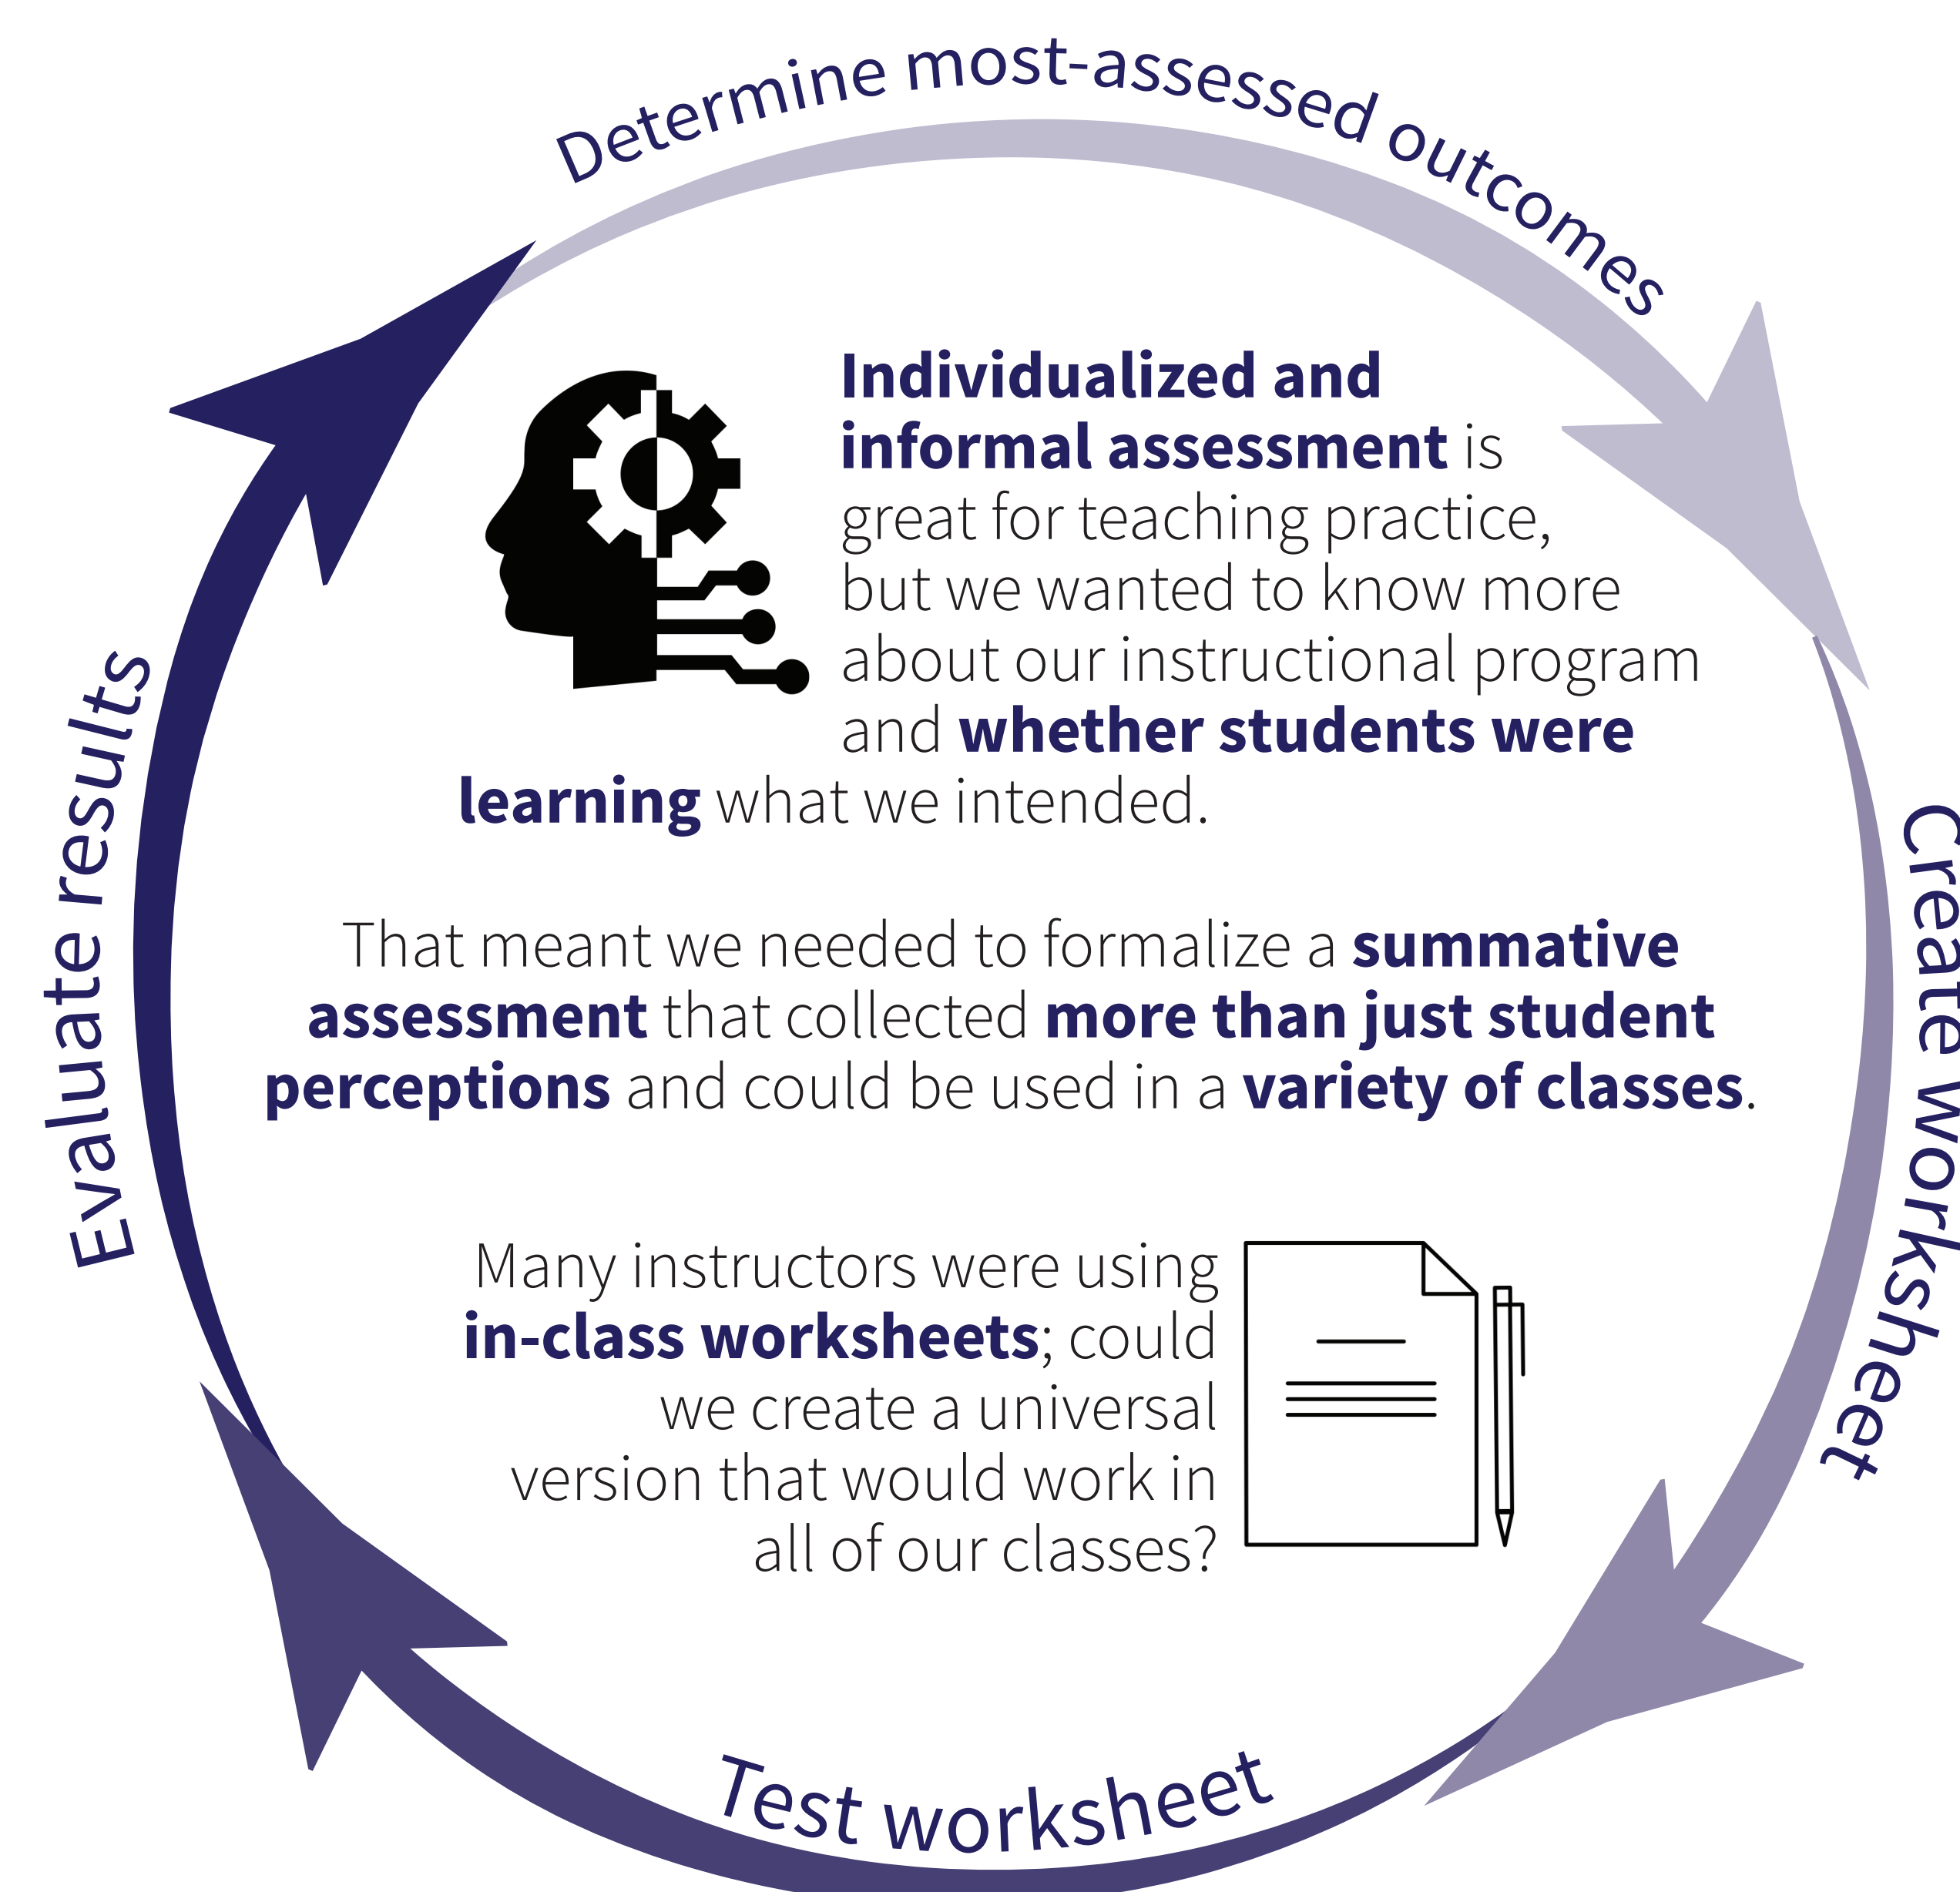 Determine most-assessed outcomes
Individualized and
informal assessment is
great for teaching practice,
but we wanted to know more
about our instructional program
and whether students were
learning what we intended.
That meant we needed to formalize a summative
assessment that collected more than just student
perceptions and could be used in a variety of classes.
Many instructors were using
in-class worksheets; could
we create a universal
version that would work in
all of our classes?
Create worksheet
Test worksheet
Evaluate results